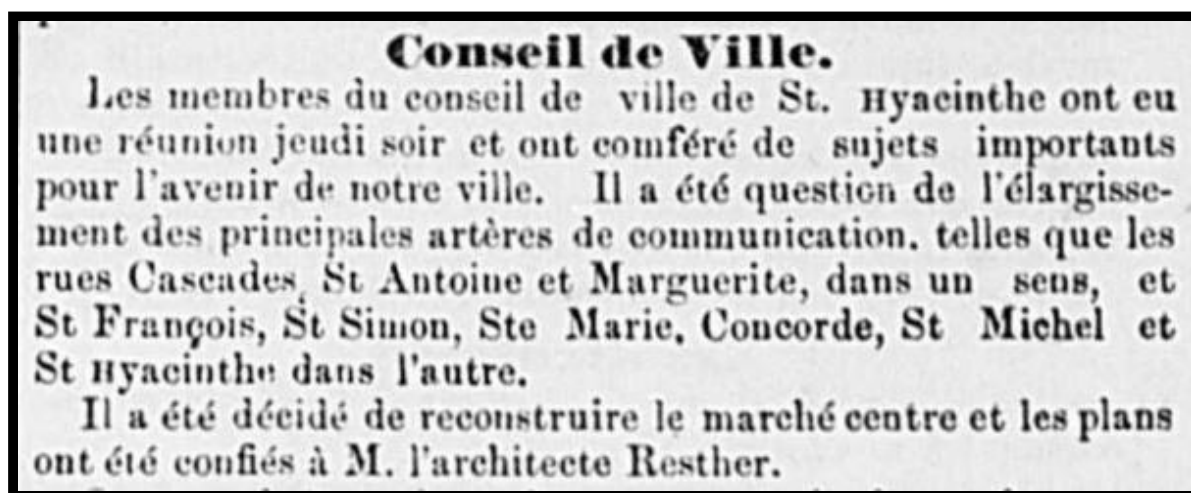 Conseil de Ville.
Les membres du conseil de ville de St. Hyacinthe ont eu
une réunion jeudi soir et ont comféré de sujets importants
pour l'avenir de notre ville. Il a été question de l'élargisse-
ment des principales artères de communication. telles que les
rues Cascades, St Antoine et Marguerite, dans un sens, et
St François, St Simon, Ste Marie, Concorde, St Michel et
St Hyacinthe dans l'autre.
Il a été décidé de reconstruire le marché centre et les plans
ont été confiés à M. l'architecte Resther.